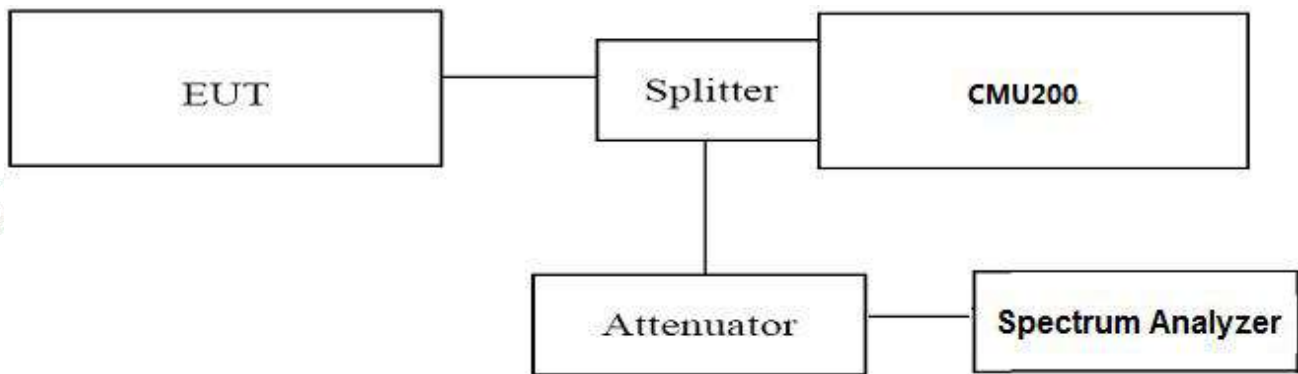 EUT
Splitter
CMU200.
Attenuator
Spectrum Analyzer